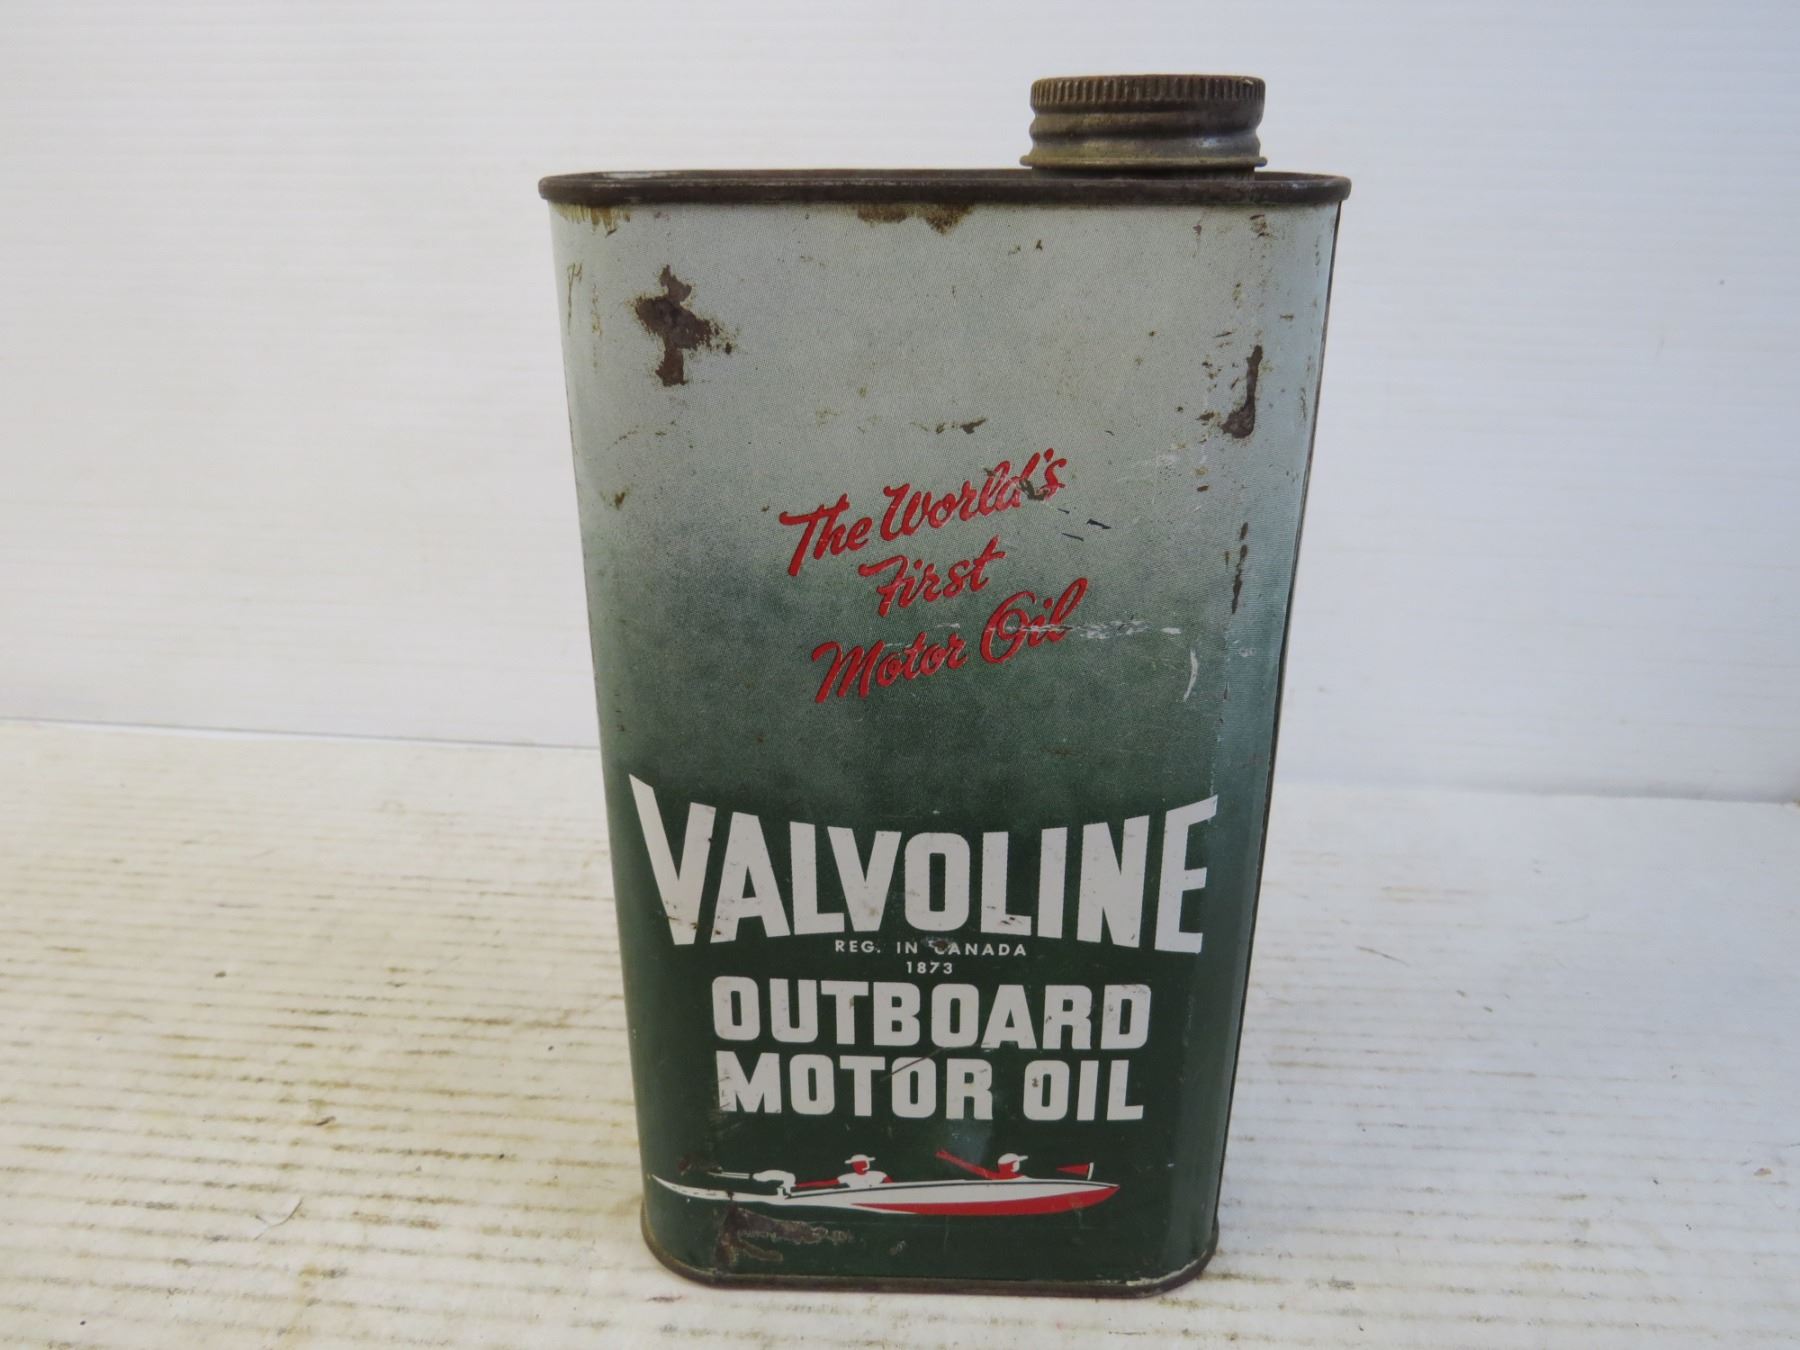 The World's
First
Motor Oil
VALVOLINE
REG. IN CANADA
1873
OUTBOARD
MOTOR OIL